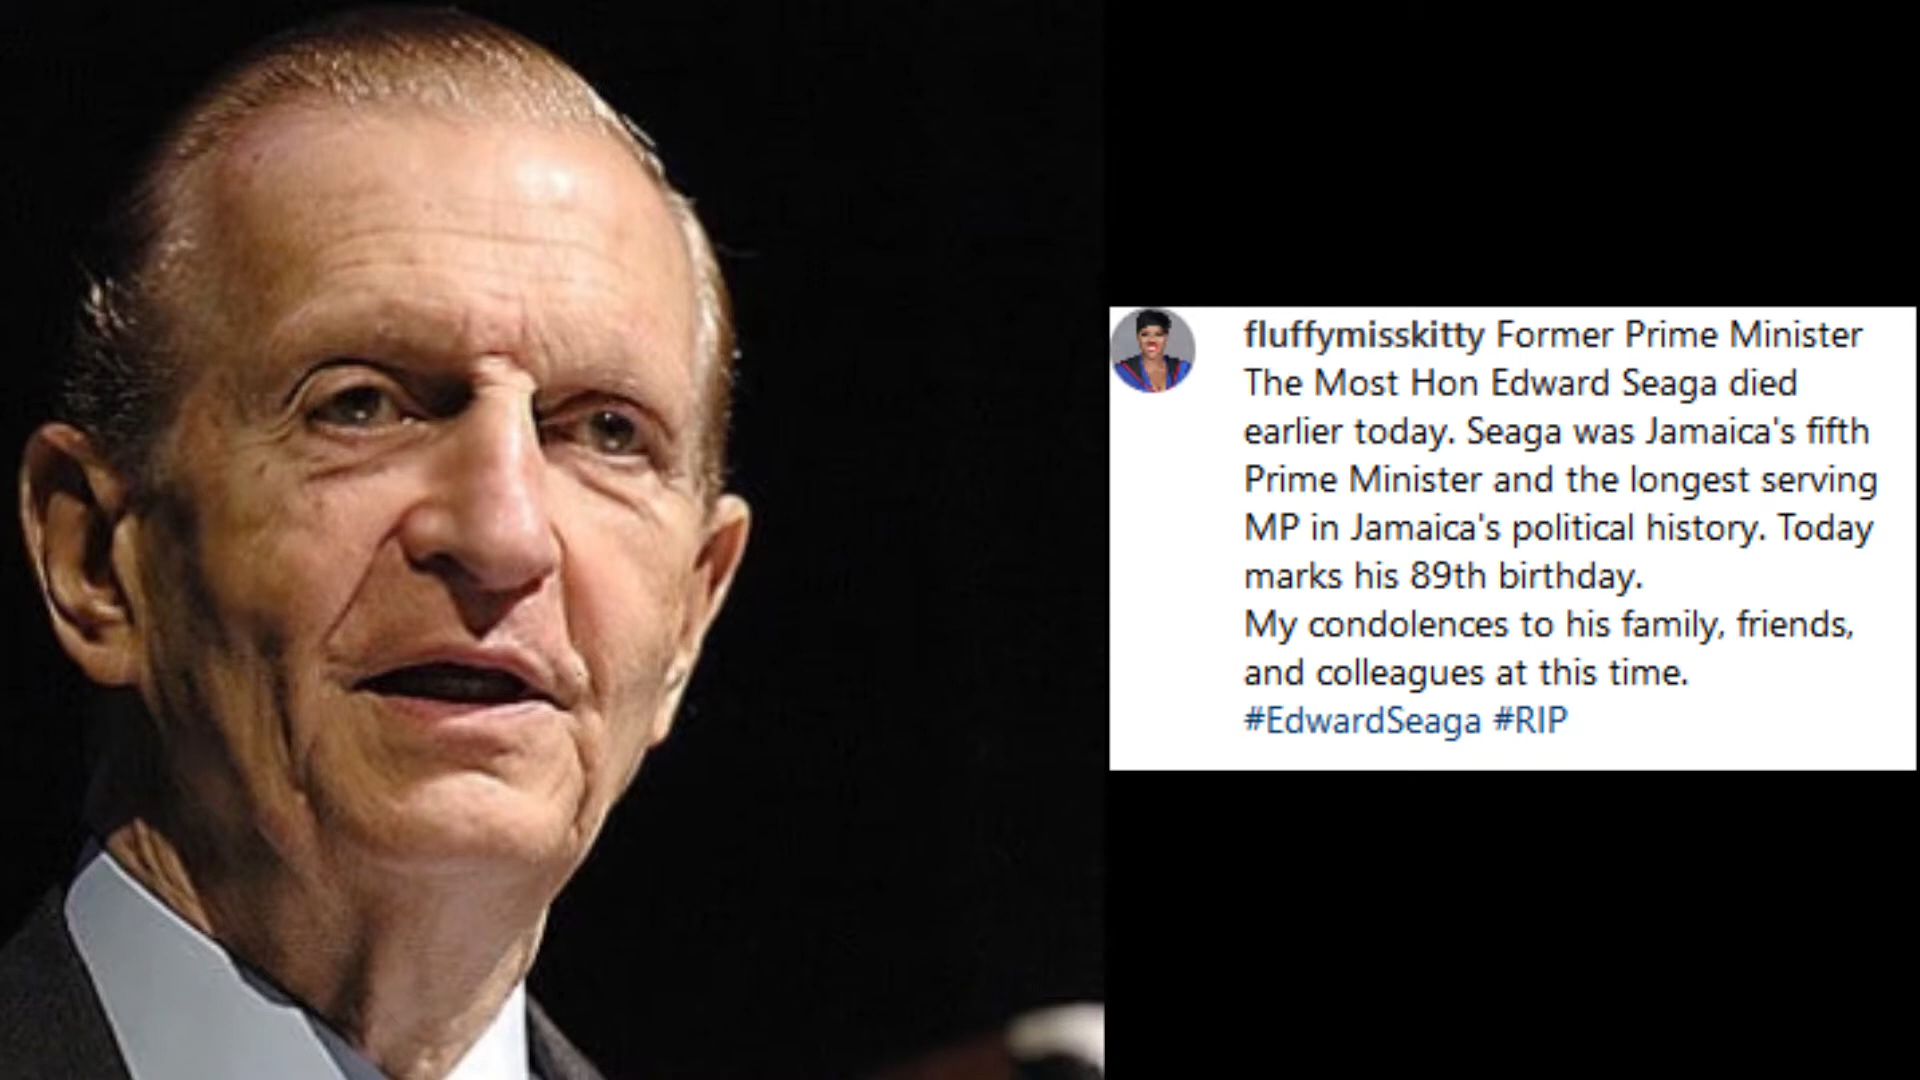 fluffymisskitty Former Prime Minister
The Most Hon Edward Seaga died
earlier today. Seaga was Jamaica's fifth
Prime Minister and the longest serving
MP in Jamaica's political history. Today
marks his 89th birthday.
My condolences to his family, friends,
and colleagues at this time.
#EdwardSeaga #RIP